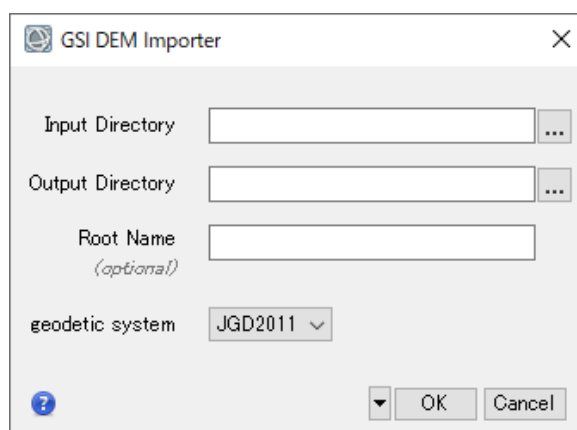 GSI DEM Importer
Input Directory
...
Output Directory
...
Root Name
(optional)
geodetic system JGD2011
? OK Cancel